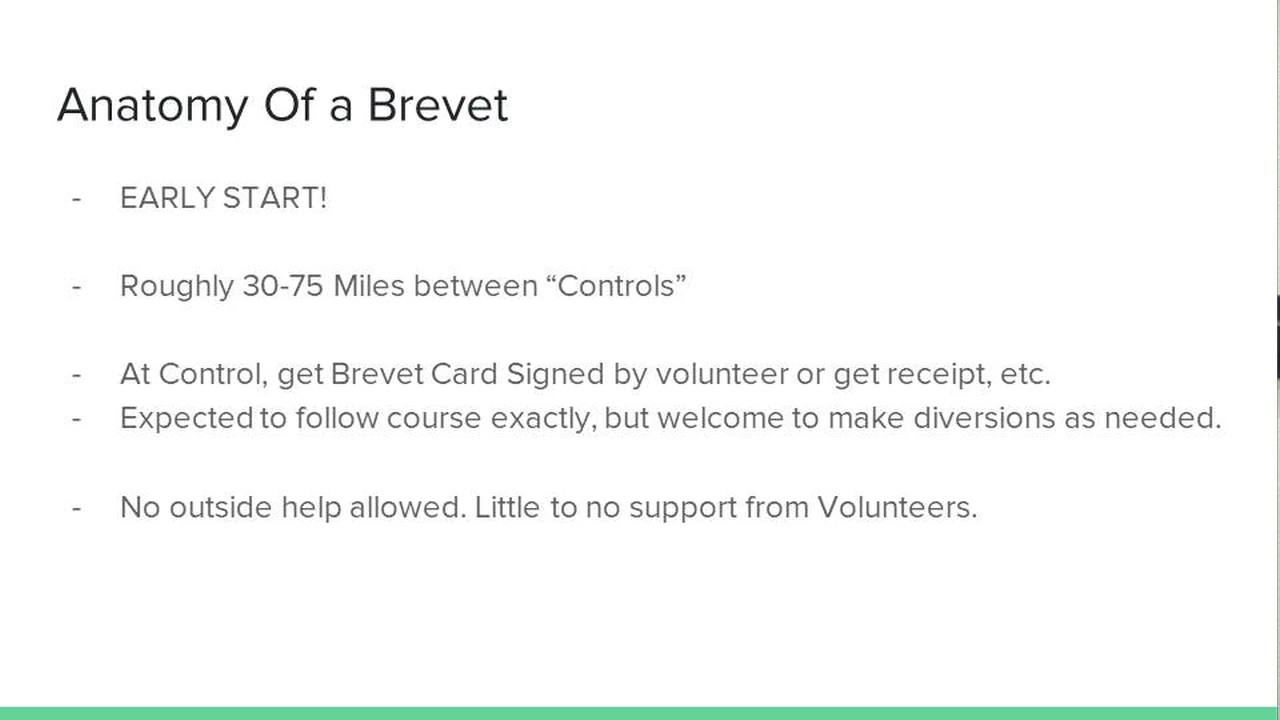 Anatomy Of a Brevet
- EARLY START!
- Roughly 30-75 Miles between “Controls”
- At Control, get Brevet Card Signed by volunteer or get receipt, etc.
- Expected to follow course exactly, but welcome to make diversions as needed.
- No outside help allowed. Little to no support from Volunteers.